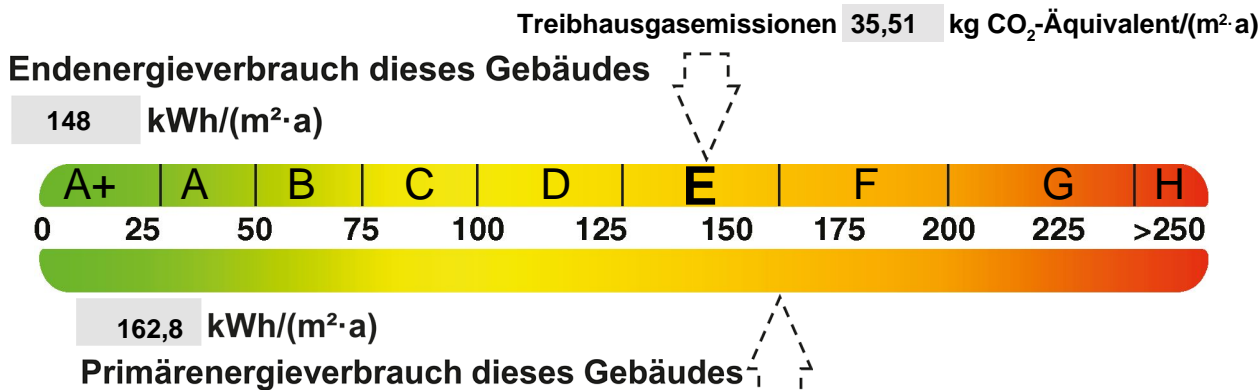 Treibhausgasemissionen 35,51 kg CO₂-Äquivalent/(m²·a)
Endenergieverbrauch dieses Gebäudes
148 kWh/(m²·a)
A+ A B C D E F G H
0 25 50 75 100 125 150 175 200 225 >250
162,8 kWh/(m²·a)
Primärenergieverbrauch dieses Gebäudes